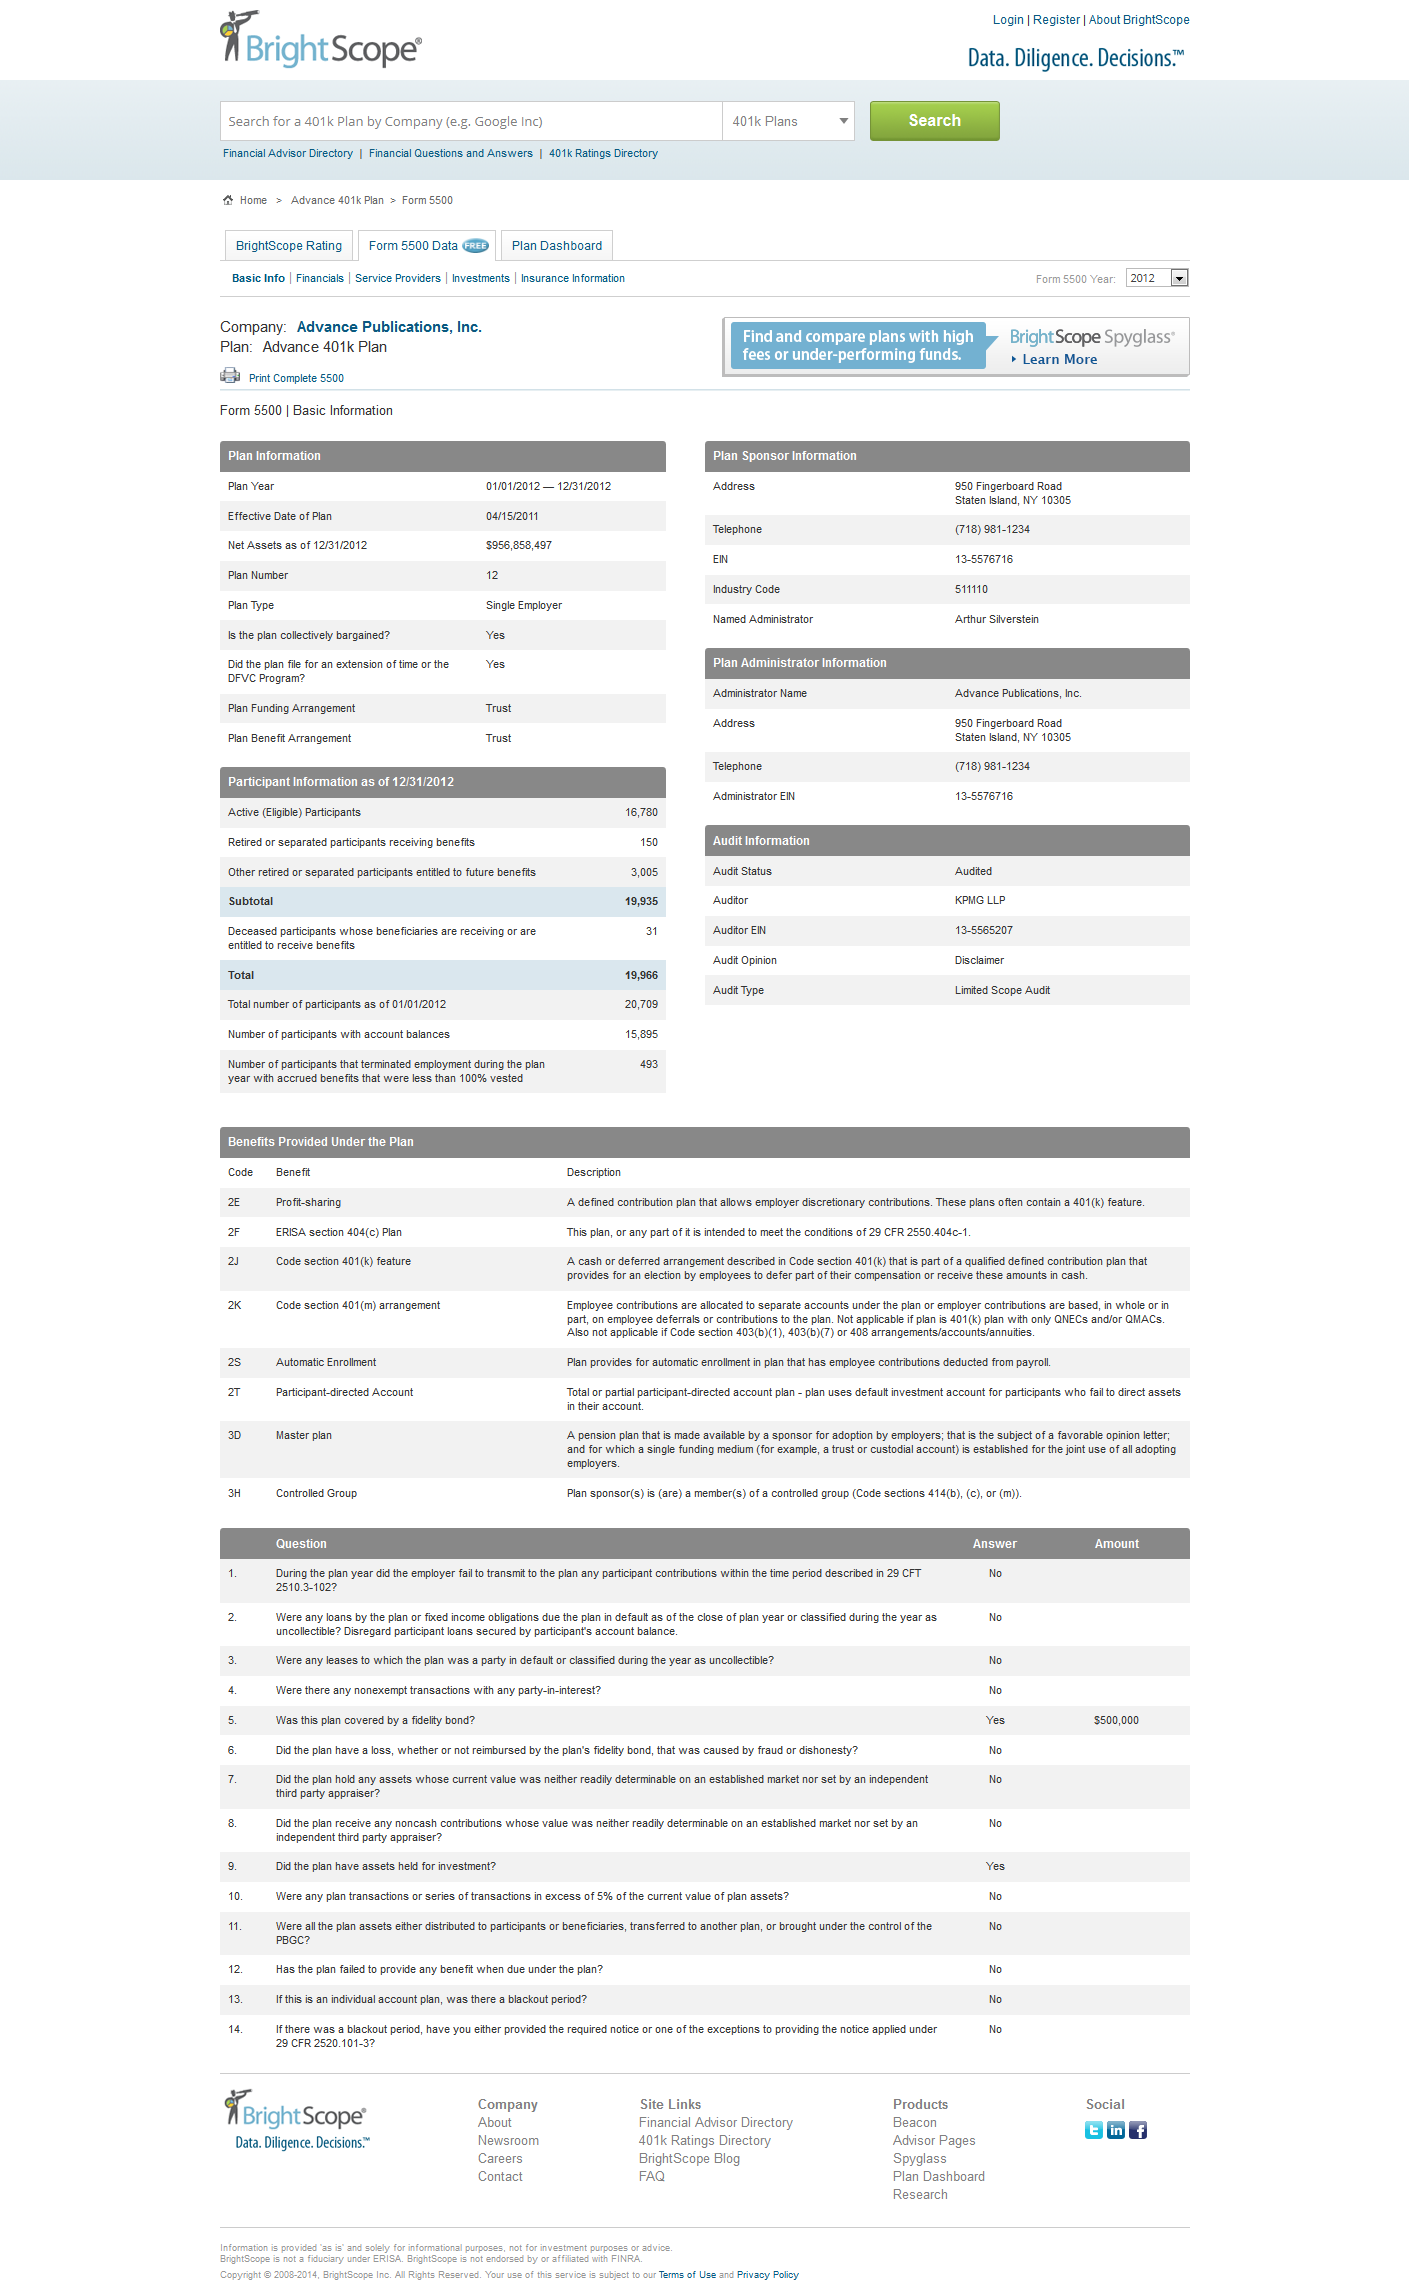 BrightScope®
Login | Register | About BrightScope
Data. Diligence. Decisions.™
Search for a 401k Plan by Company (e.g. Google Inc)
401k Plans
Search
Financial Advisor Directory | Financial Questions and Answers | 401k Ratings Directory
Home > Advance 401k Plan > Form 5500
BrightScope Rating
Form 5500 Data FREE
Plan Dashboard
Basic Info | Financials | Service Providers | Investments | Insurance Information
Form 5500 Year: 2012
Company: Advance Publications, Inc.
Plan: Advance 401k Plan
Print Complete 5500
Find and compare plans with high
fees or under-performing funds.
BrightScope Spyglass®
Learn More
Form 5500 | Basic Information
Plan Information
Plan Year 01/01/2012 — 12/31/2012
Effective Date of Plan 04/15/2011
Net Assets as of 12/31/2012 $956,858,497
Plan Number 12
Plan Type Single Employer
Is the plan collectively bargained? Yes
Did the plan file for an extension of time or the Yes
DFVC Program?
Plan Funding Arrangement Trust
Plan Benefit Arrangement Trust
Participant Information as of 12/31/2012
Active (Eligible) Participants 16,780
Retired or separated participants receiving benefits 150
Other retired or separated participants entitled to future benefits 3,005
Subtotal 19,935
Deceased participants whose beneficiaries are receiving or are 31
entitled to receive benefits
Total 19,966
Total number of participants as of 01/01/2012 20,709
Number of participants with account balances 15,895
Number of participants that terminated employment during the plan 493
year with accrued benefits that were less than 100% vested
Plan Sponsor Information
Address 950 Fingerboard Road
Staten Island, NY 10305
Telephone (718) 981-1234
EIN 13-5576716
Industry Code 511110
Named Administrator Arthur Silverstein
Plan Administrator Information
Administrator Name Advance Publications, Inc.
Address 950 Fingerboard Road
Staten Island, NY 10305
Telephone (718) 981-1234
Administrator EIN 13-5576716
Audit Information
Audit Status Audited
Auditor KPMG LLP
Auditor EIN 13-5565207
Audit Opinion Disclaimer
Audit Type Limited Scope Audit
Benefits Provided Under the Plan
Code Benefit Description
2E Profit-sharing A defined contribution plan that allows employer discretionary contributions. These plans often contain a 401(k) feature.
2F ERISA section 404(c) Plan This plan, or any part of it is intended to meet the conditions of 29 CFR 2550.404c-1.
2J Code section 401(k) feature A cash or deferred arrangement described in Code section 401(k) that is part of a qualified defined contribution plan that
provides for an election by employees to defer part of their compensation or receive these amounts in cash.
2K Code section 401(m) arrangement Employee contributions are allocated to separate accounts under the plan or employer contributions are based, in whole or in
part, on employee deferrals or contributions to the plan. Not applicable if plan is 401(k) plan with only QNECs and/or QMACs.
Also not applicable if Code section 403(b)(1), 403(b)(7) or 408 arrangements/accounts/annuities.
2S Automatic Enrollment Plan provides for automatic enrollment in plan that has employee contributions deducted from payroll.
2T Participant-directed Account Total or partial participant-directed account plan - plan uses default investment account for participants who fail to direct assets
in their account.
3D Master plan A pension plan that is made available by a sponsor for adoption by employers; that is the subject of a favorable opinion letter;
and for which a single funding medium (for example, a trust or custodial account) is established for the joint use of all adopting
employers.
3H Controlled Group Plan sponsor(s) is (are) a member(s) of a controlled group (Code sections 414(b), (c), or (m)).
Question Answer Amount
1. During the plan year did the employer fail to transmit to the plan any participant contributions within the time period described in 29 CFT No
2510.3-102?
2. Were any loans by the plan or fixed income obligations due the plan in default as of the close of plan year or classified during the year as No
uncollectible? Disregard participant loans secured by participant's account balance.
3. Were any leases to which the plan was a party in default or classified during the year as uncollectible? No
4. Were there any nonexempt transactions with any party-in-interest? No
5. Was this plan covered by a fidelity bond? Yes $500,000
6. Did the plan have a loss, whether or not reimbursed by the plan's fidelity bond, that was caused by fraud or dishonesty? No
7. Did the plan hold any assets whose current value was neither readily determinable on an established market nor set by an independent No
third party appraiser?
8. Did the plan receive any noncash contributions whose value was neither readily determinable on an established market nor set by an No
independent third party appraiser?
9. Did the plan have assets held for investment? Yes
10. Were any plan transactions or series of transactions in excess of 5% of the current value of plan assets? No
11. Were all the plan assets either distributed to participants or beneficiaries, transferred to another plan, or brought under the control of the No
PBGC?
12. Has the plan failed to provide any benefit when due under the plan? No
13. If this is an individual account plan, was there a blackout period? No
14. If there was a blackout period, have you either provided the required notice or one of the exceptions to providing the notice applied under No
29 CFR 2520.101-3?
BrightScope®
Data. Diligence. Decisions.™
Company
About
Newsroom
Careers
Contact
Site Links
Financial Advisor Directory
401k Ratings Directory
BrightScope Blog
FAQ
Products
Beacon
Advisor Pages
Spyglass
Plan Dashboard
Research
Social
t in f
Information is provided 'as is' and solely for informational purposes, not for investment purposes or advice.
BrightScope is not a fiduciary under ERISA. BrightScope is not endorsed by or affiliated with FINRA.
Copyright © 2008-2014, BrightScope Inc. All Rights Reserved. Your use of this service is subject to our Terms of Use and Privacy Policy